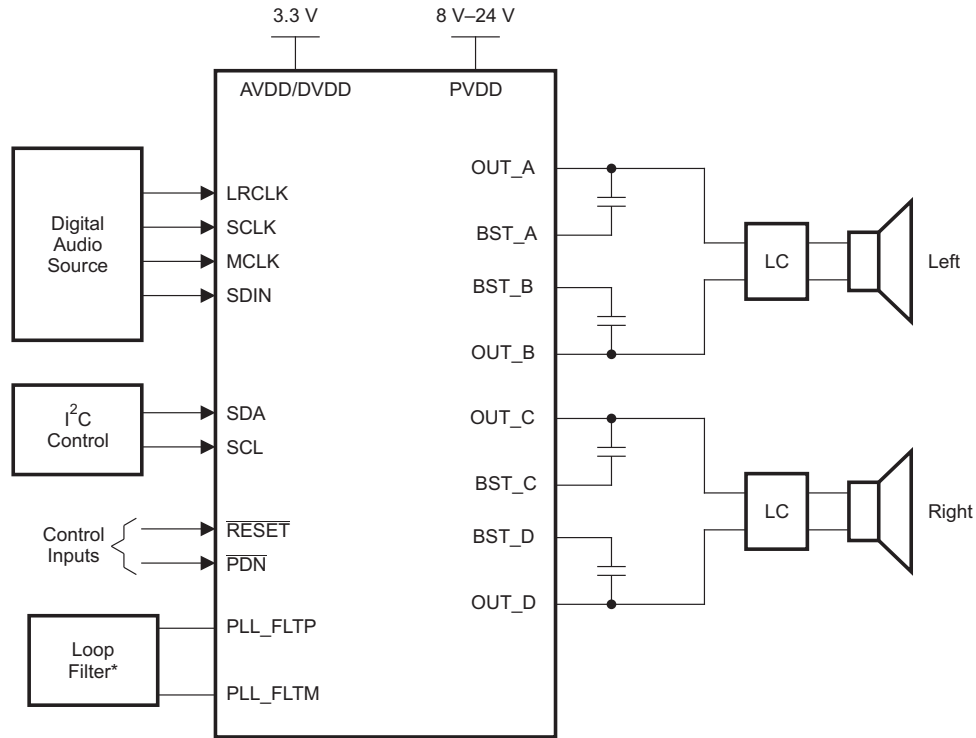 3.3 V
8 V–24 V
AVDD/DVDD
PVDD
Digital
Audio
Source
LRCLK
SCLK
MCLK
SDIN
I²C
Control
SDA
SCL
Control
Inputs
RESET
PDN
Loop
Filter*
PLL_FLTP
PLL_FLTM
OUT_A
BST_A
BST_B
OUT_B
LC
Left
OUT_C
BST_C
BST_D
OUT_D
LC
Right